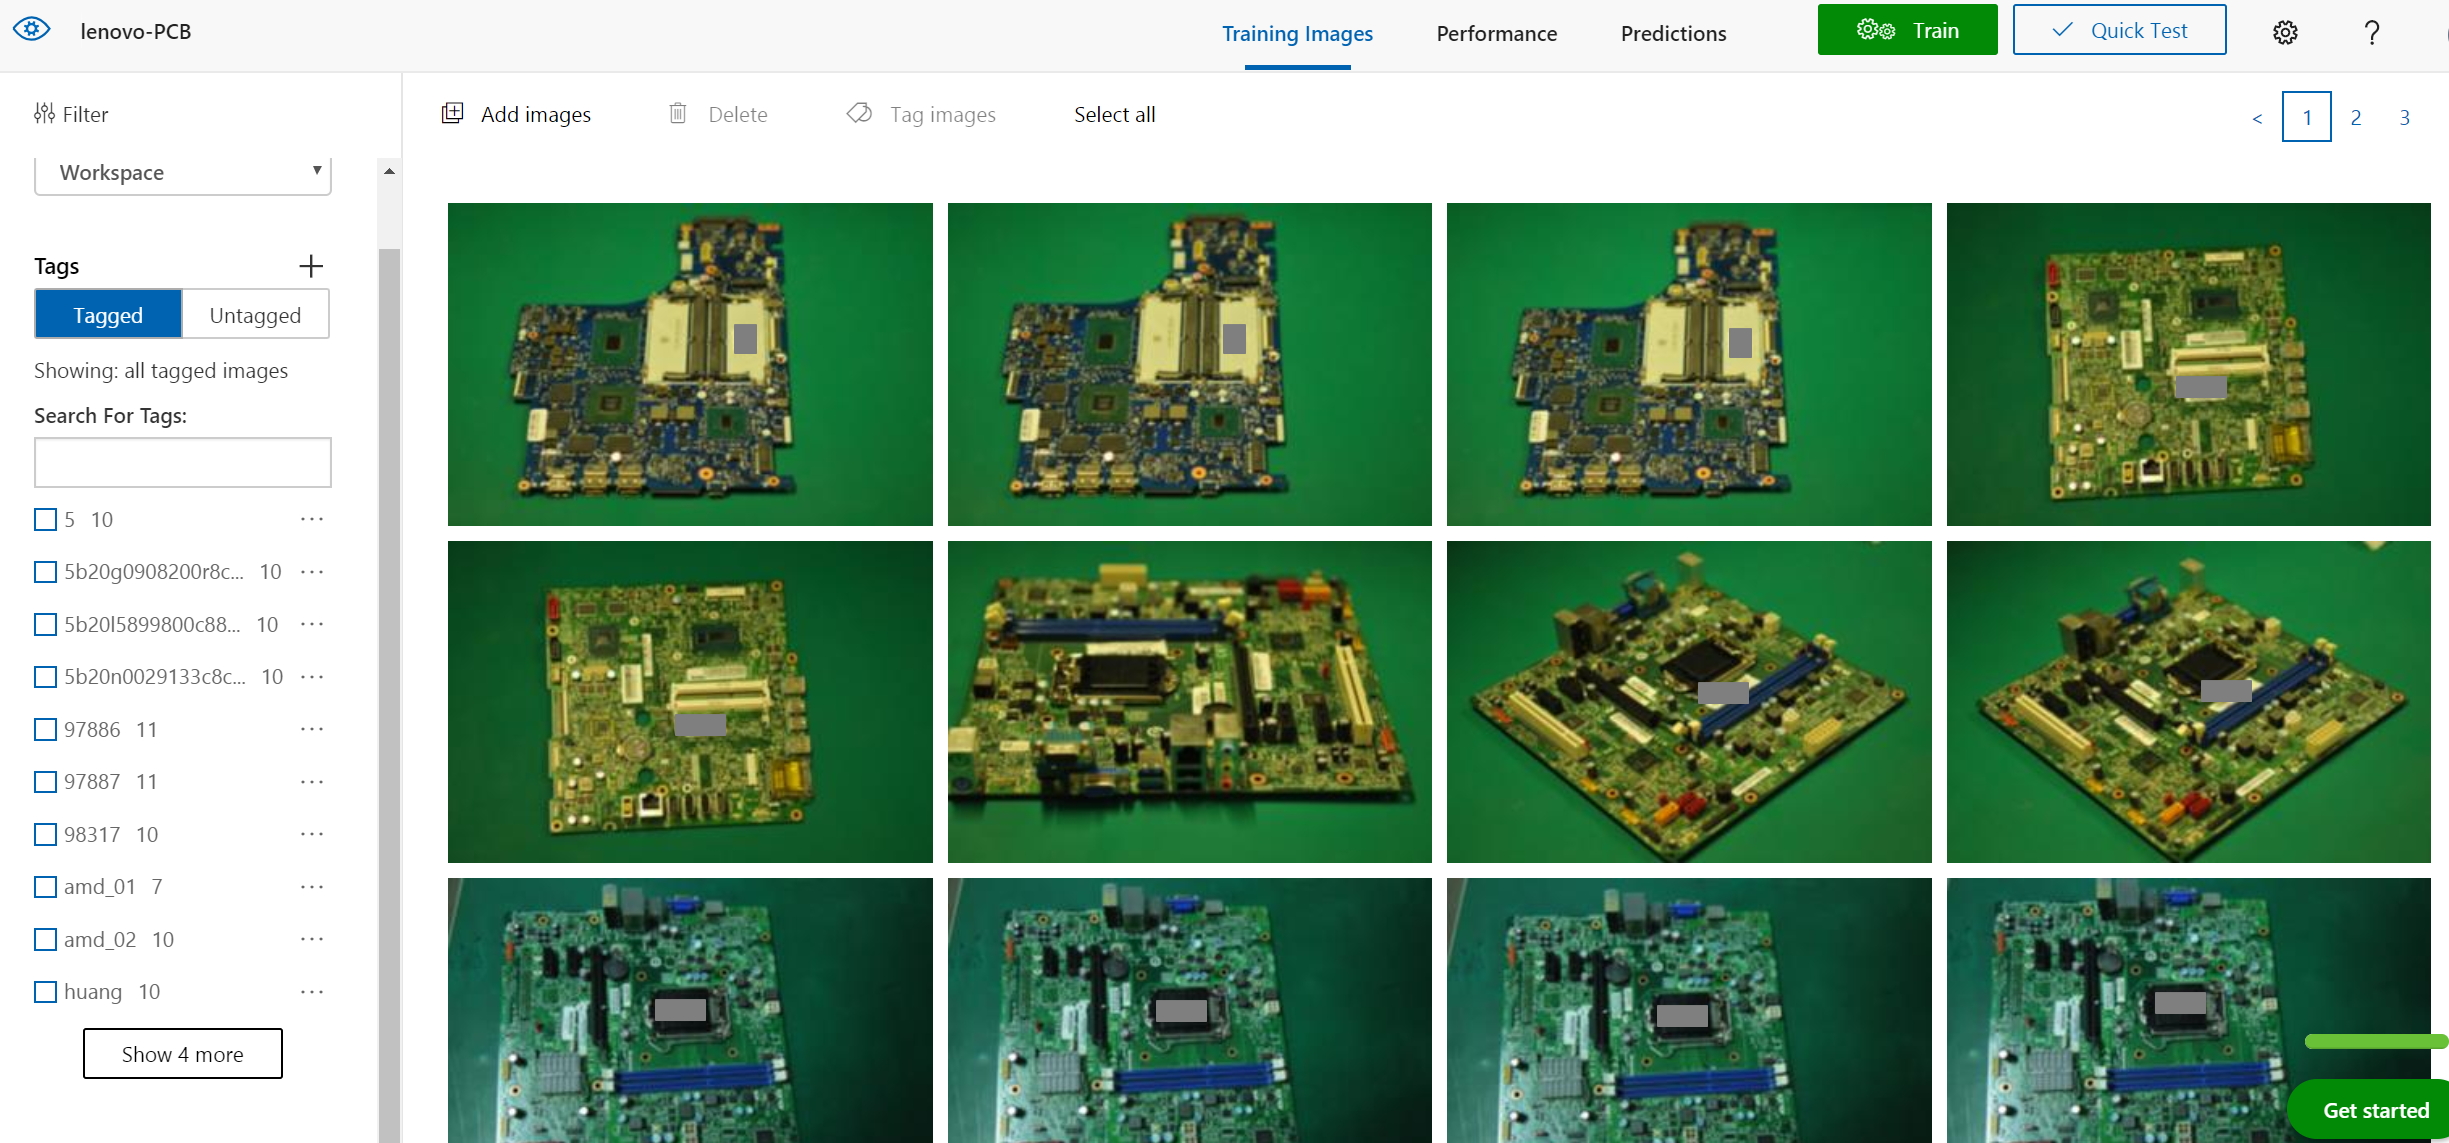 lenovo-PCB
Training Images
Performance
Predictions
Train
Quick Test
?
Filter
Add images
Delete
Tag images
Select all
< 1 2 3
Workspace
Tags
Tagged
Untagged
Showing: all tagged images
Search For Tags:
5 10
5b20g0908200r8c... 10
5b20l5899800c88... 10
5b20n0029133c8c... 10
97886 11
97887 11
98317 10
amd_01 7
amd_02 10
huang 10
Show 4 more
Get started